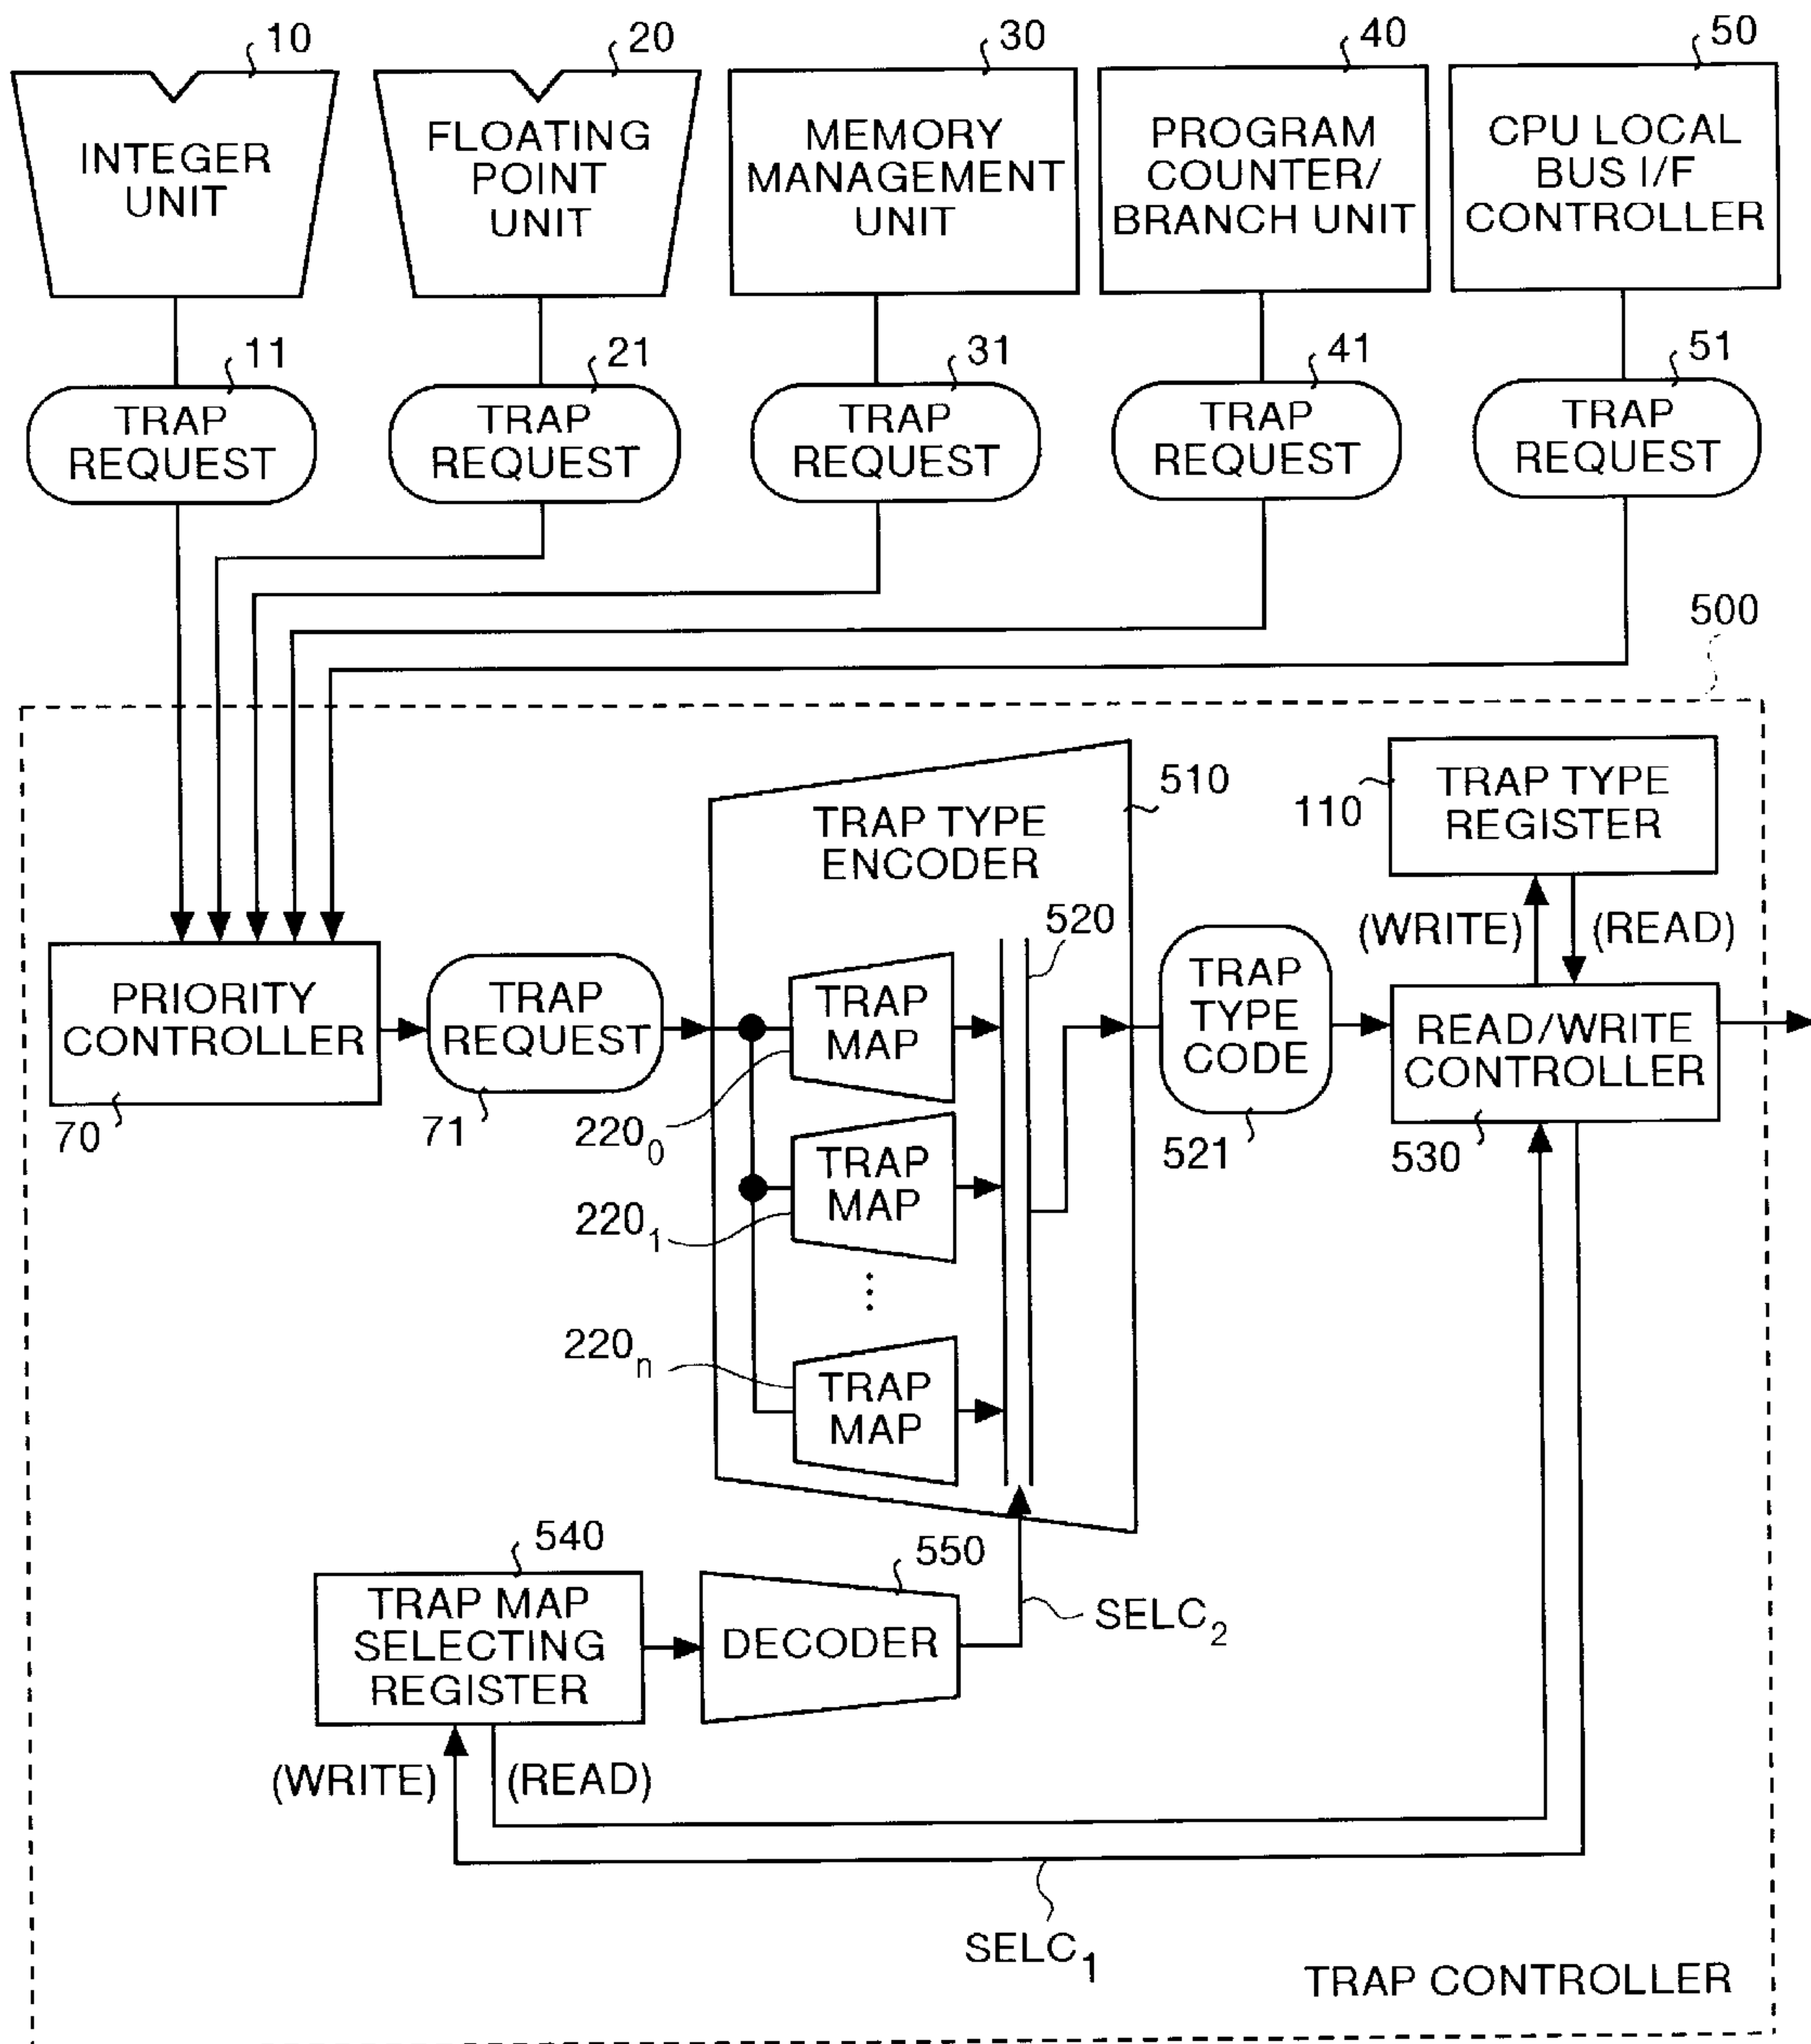 10
20
30
40
50
INTEGER
UNIT
FLOATING
POINT
UNIT
MEMORY
MANAGEMENT
UNIT
PROGRAM
COUNTER/
BRANCH UNIT
CPU LOCAL
BUS I/F
CONTROLLER
11
21
31
41
51
TRAP
REQUEST
TRAP
REQUEST
TRAP
REQUEST
TRAP
REQUEST
TRAP
REQUEST
500
510
TRAP TYPE
ENCODER
110
TRAP TYPE
REGISTER
520
(WRITE)
(READ)
PRIORITY
CONTROLLER
70
TRAP
REQUEST
71
TRAP
MAP
220₀
TRAP
MAP
220₁
TRAP
MAP
220ₙ
TRAP
TYPE
CODE
521
READ/WRITE
CONTROLLER
530
540
TRAP MAP
SELECTING
REGISTER
550
DECODER
SELC₂
(WRITE)
(READ)
SELC₁
TRAP CONTROLLER